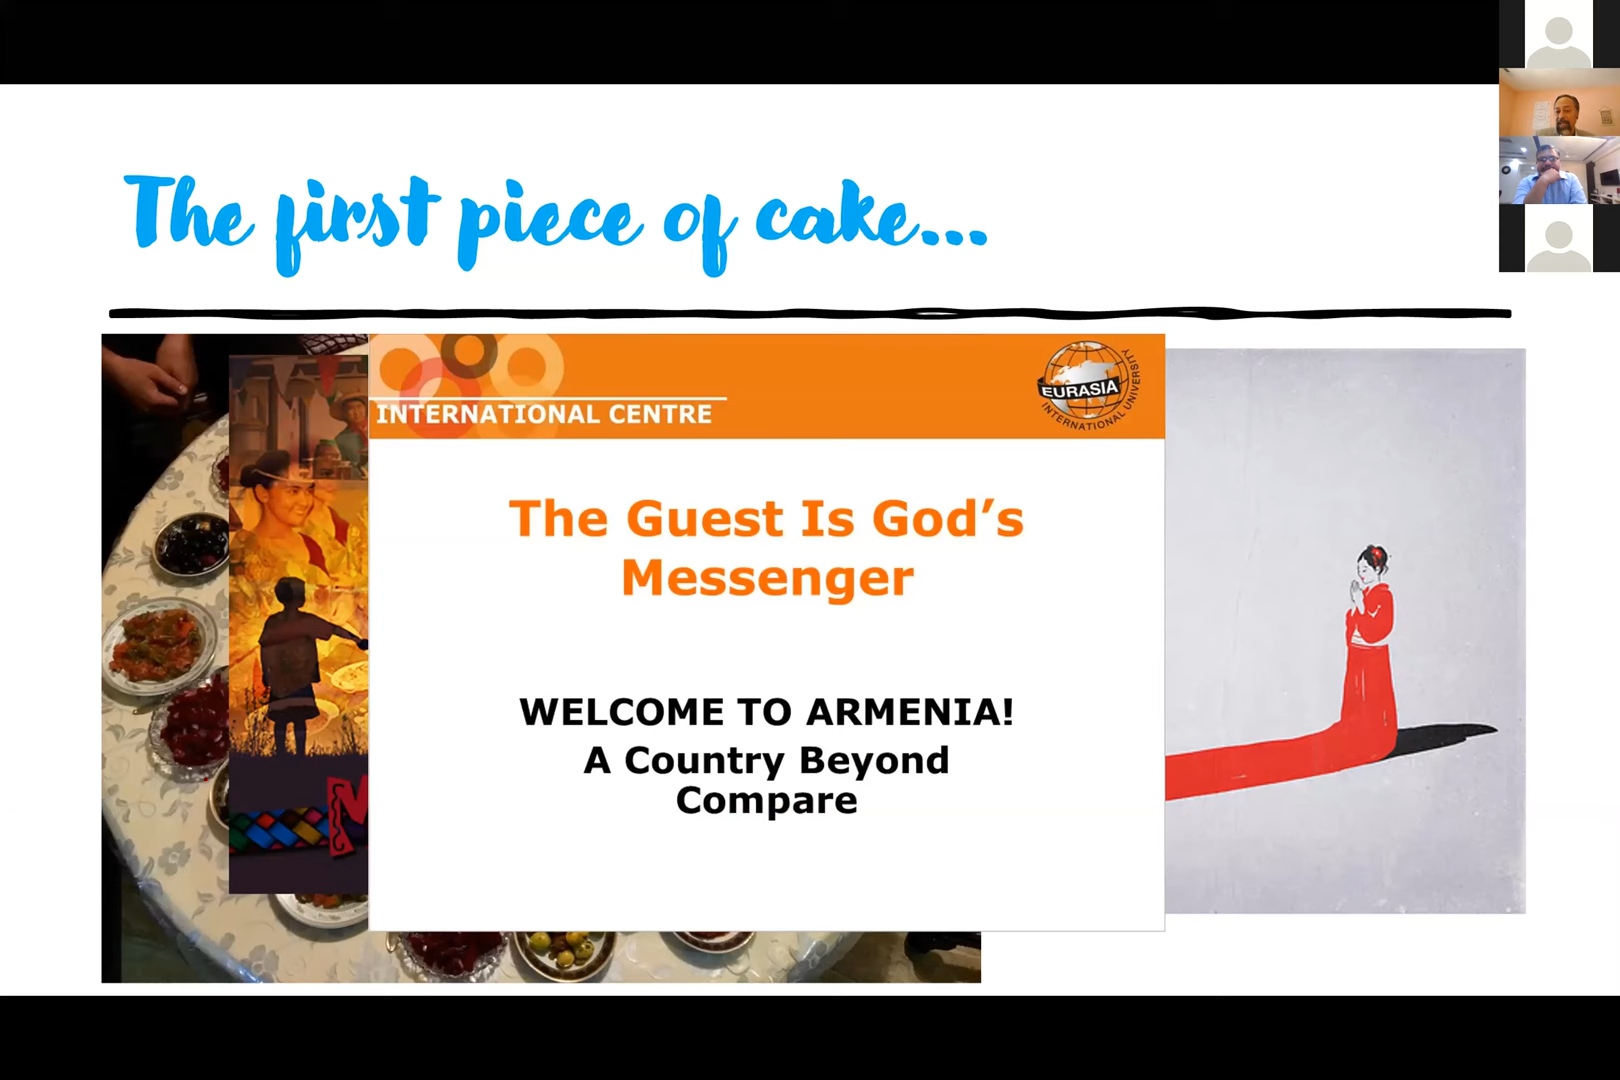 The first piece of cake...
INTERNATIONAL CENTRE
EURASIA
INTERNATIONAL UNIVERSITY
The Guest Is God’s
Messenger
WELCOME TO ARMENIA!
A Country Beyond
Compare
M